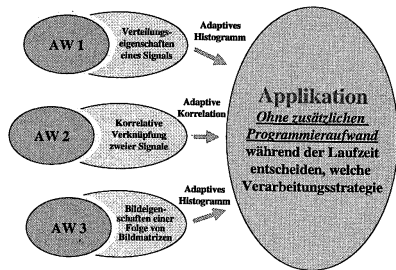 AW 1
Verteilungs-
eigenschaften
eines Signals
Adaptives
Histogramm
AW 2
Korrelative
Verknüpfung
zweier Signale
Adaptive
Korrelation
AW 3
Bildeigen-
schaften einer
Folge von
Bildmatrizen
Adaptives
Histogramm
Applikation
Ohne zusätzlichen
Programmieraufwand
während der Laufzeit
entscheiden, welche
Verarbeitungsstrategie